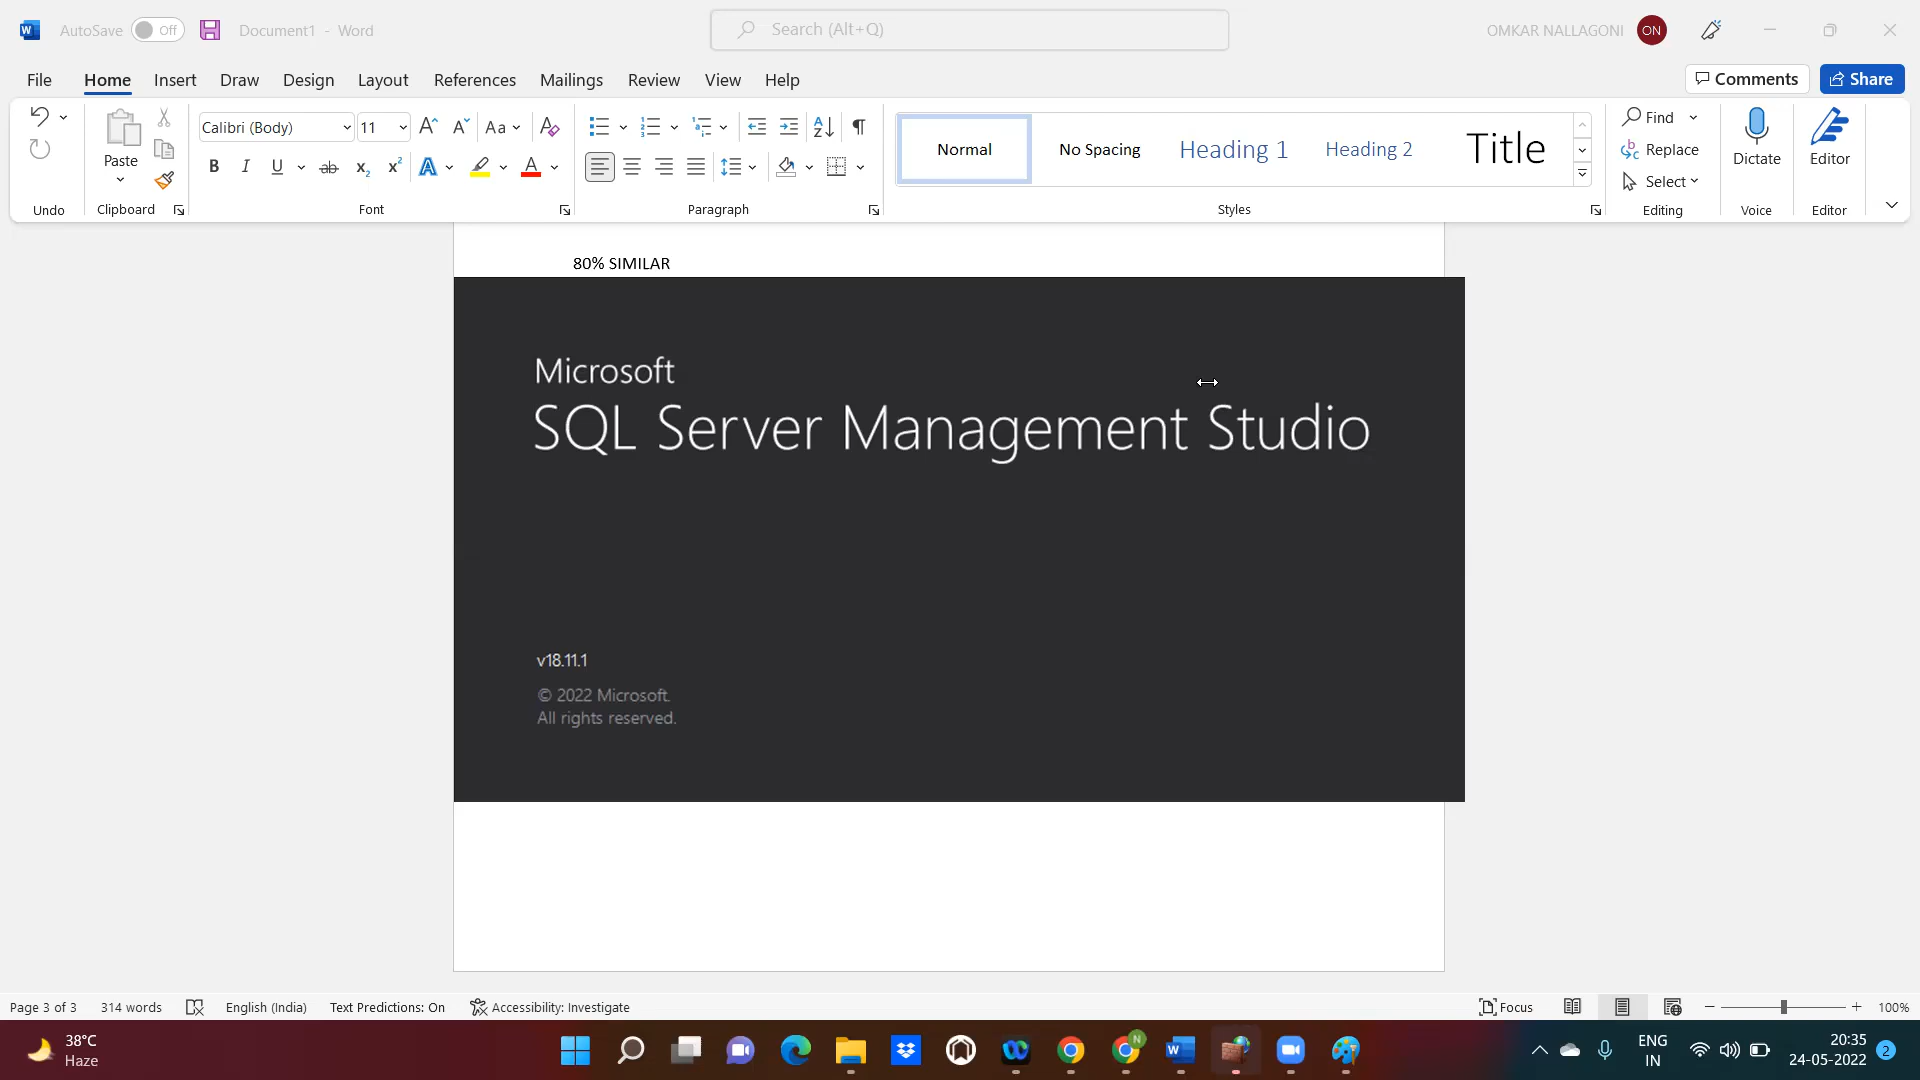 AutoSave Off Document1 - Word Search (Alt+Q) OMKAR NALLAGONI ON
File Home Insert Draw Design Layout References Mailings Review View Help Comments Share
Calibri (Body) 11 Aa Normal No Spacing Heading 1 Heading 2 Title Find
Paste Replace Dictate Editor
B I U ab x2 x2 A A Select
Undo Clipboard Font Paragraph Styles Editing Voice Editor
80% SIMILAR
Microsoft
SQL Server Management Studio
v18.11.1
© 2022 Microsoft.
All rights reserved.
Page 3 of 3 314 words English (India) Text Predictions: On Accessibility: Investigate Focus 100%
38°C
Haze
ENG
IN
20:35
24-05-2022
2